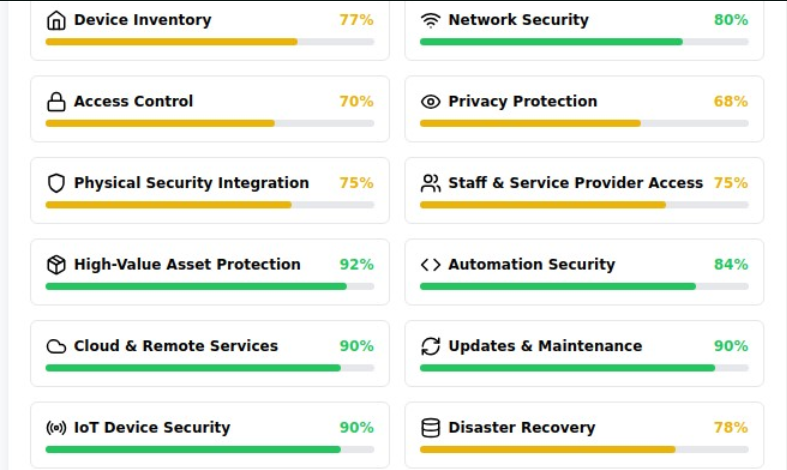 Device Inventory 77%
Network Security 80%
Access Control 70%
Privacy Protection 68%
Physical Security Integration 75%
Staff & Service Provider Access 75%
High-Value Asset Protection 92%
Automation Security 84%
Cloud & Remote Services 90%
Updates & Maintenance 90%
IoT Device Security 90%
Disaster Recovery 78%